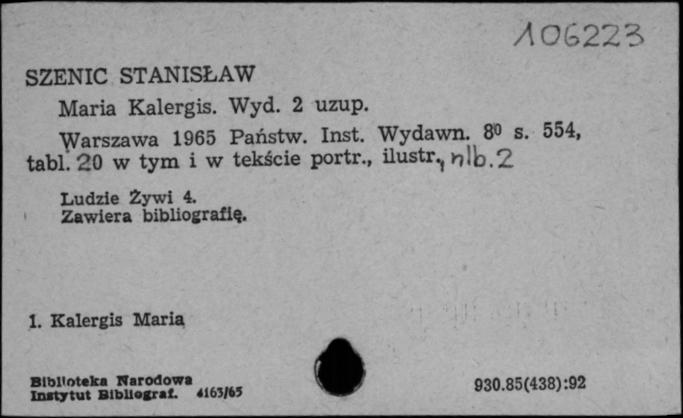 106223
SZENIC STANISŁAW
Maria Kalergis. Wyd. 2 uzup.
Warszawa 1965 Państw. Inst. Wydawn. 8º s. 554,
tabl. 20 w tym i w tekście portr., ilustr., nlb. 2
Ludzie Żywi 4.
Zawiera bibliografię.
1. Kalergis Maria
Biblioteka Narodowa
Instytut Bibliograf. 4163/65
930.85(438):92